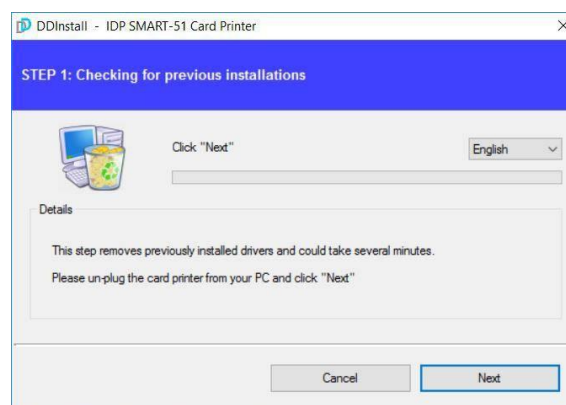 DDInstall - IDP SMART-51 Card Printer
STEP 1: Checking for previous installations
Click "Next"
English
Details
This step removes previously installed drivers and could take several minutes.
Please un-plug the card printer from your PC and click "Next"
Cancel
Next